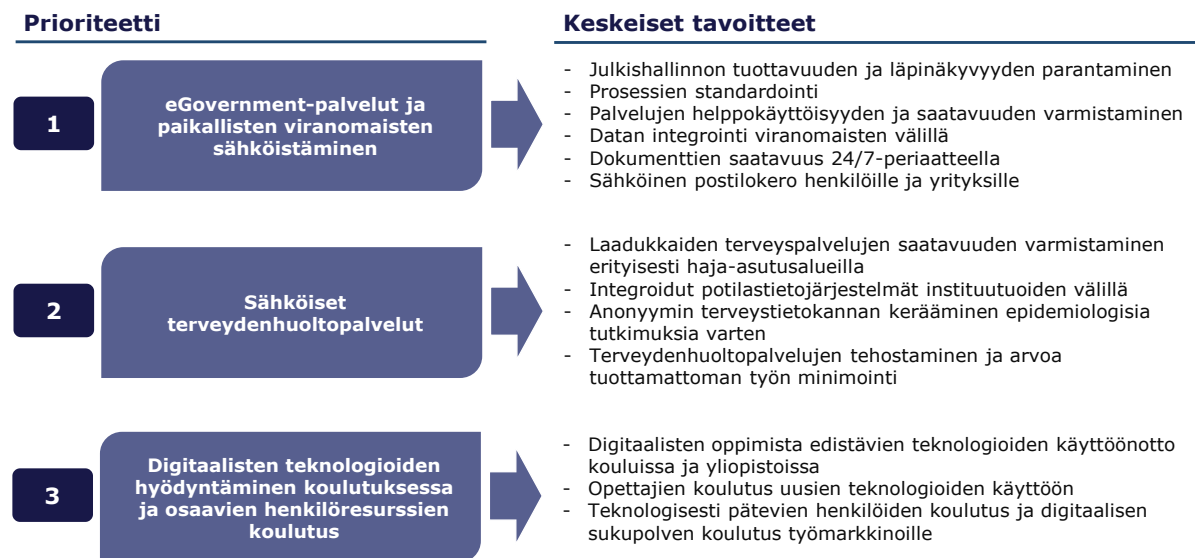 Prioriteetti
Keskeiset tavoitteet
1
eGovernment-palvelut ja
paikallisten viranomaisten
sähköistäminen
- Julkishallinnon tuottavuuden ja läpinäkyvyyden parantaminen
- Prosessien standardointi
- Palvelujen helppokäyttöisyyden ja saatavuuden varmistaminen
- Datan integrointi viranomaisten välillä
- Dokumenttien saatavuus 24/7-periaatteella
- Sähköinen postilokero henkilöille ja yrityksille
2
Sähköiset
terveydenhuoltopalvelut
- Laadukkaiden terveyspalvelujen saatavuuden varmistaminen
erityisesti haja-asutusalueilla
- Integroidut potilastietojärjestelmät instituutuoiden välillä
- Anonyymin terveystietokannan kerääminen epidemiologisia
tutkimuksia varten
- Terveydenhuoltopalvelujen tehostaminen ja arvoa
tuottamattoman työn minimointi
3
Digitaalisten teknologioiden
hyödyntäminen koulutuksessa
ja osaavien henkilöresurssien
koulutus
- Digitaalisten oppimista edistävien teknologioiden käyttöönotto
kouluissa ja yliopistoissa
- Opettajien koulutus uusien teknologioiden käyttöön
- Teknologisesti pätevien henkilöiden koulutus ja digitaalisen
sukupolven koulutus työmarkkinoille